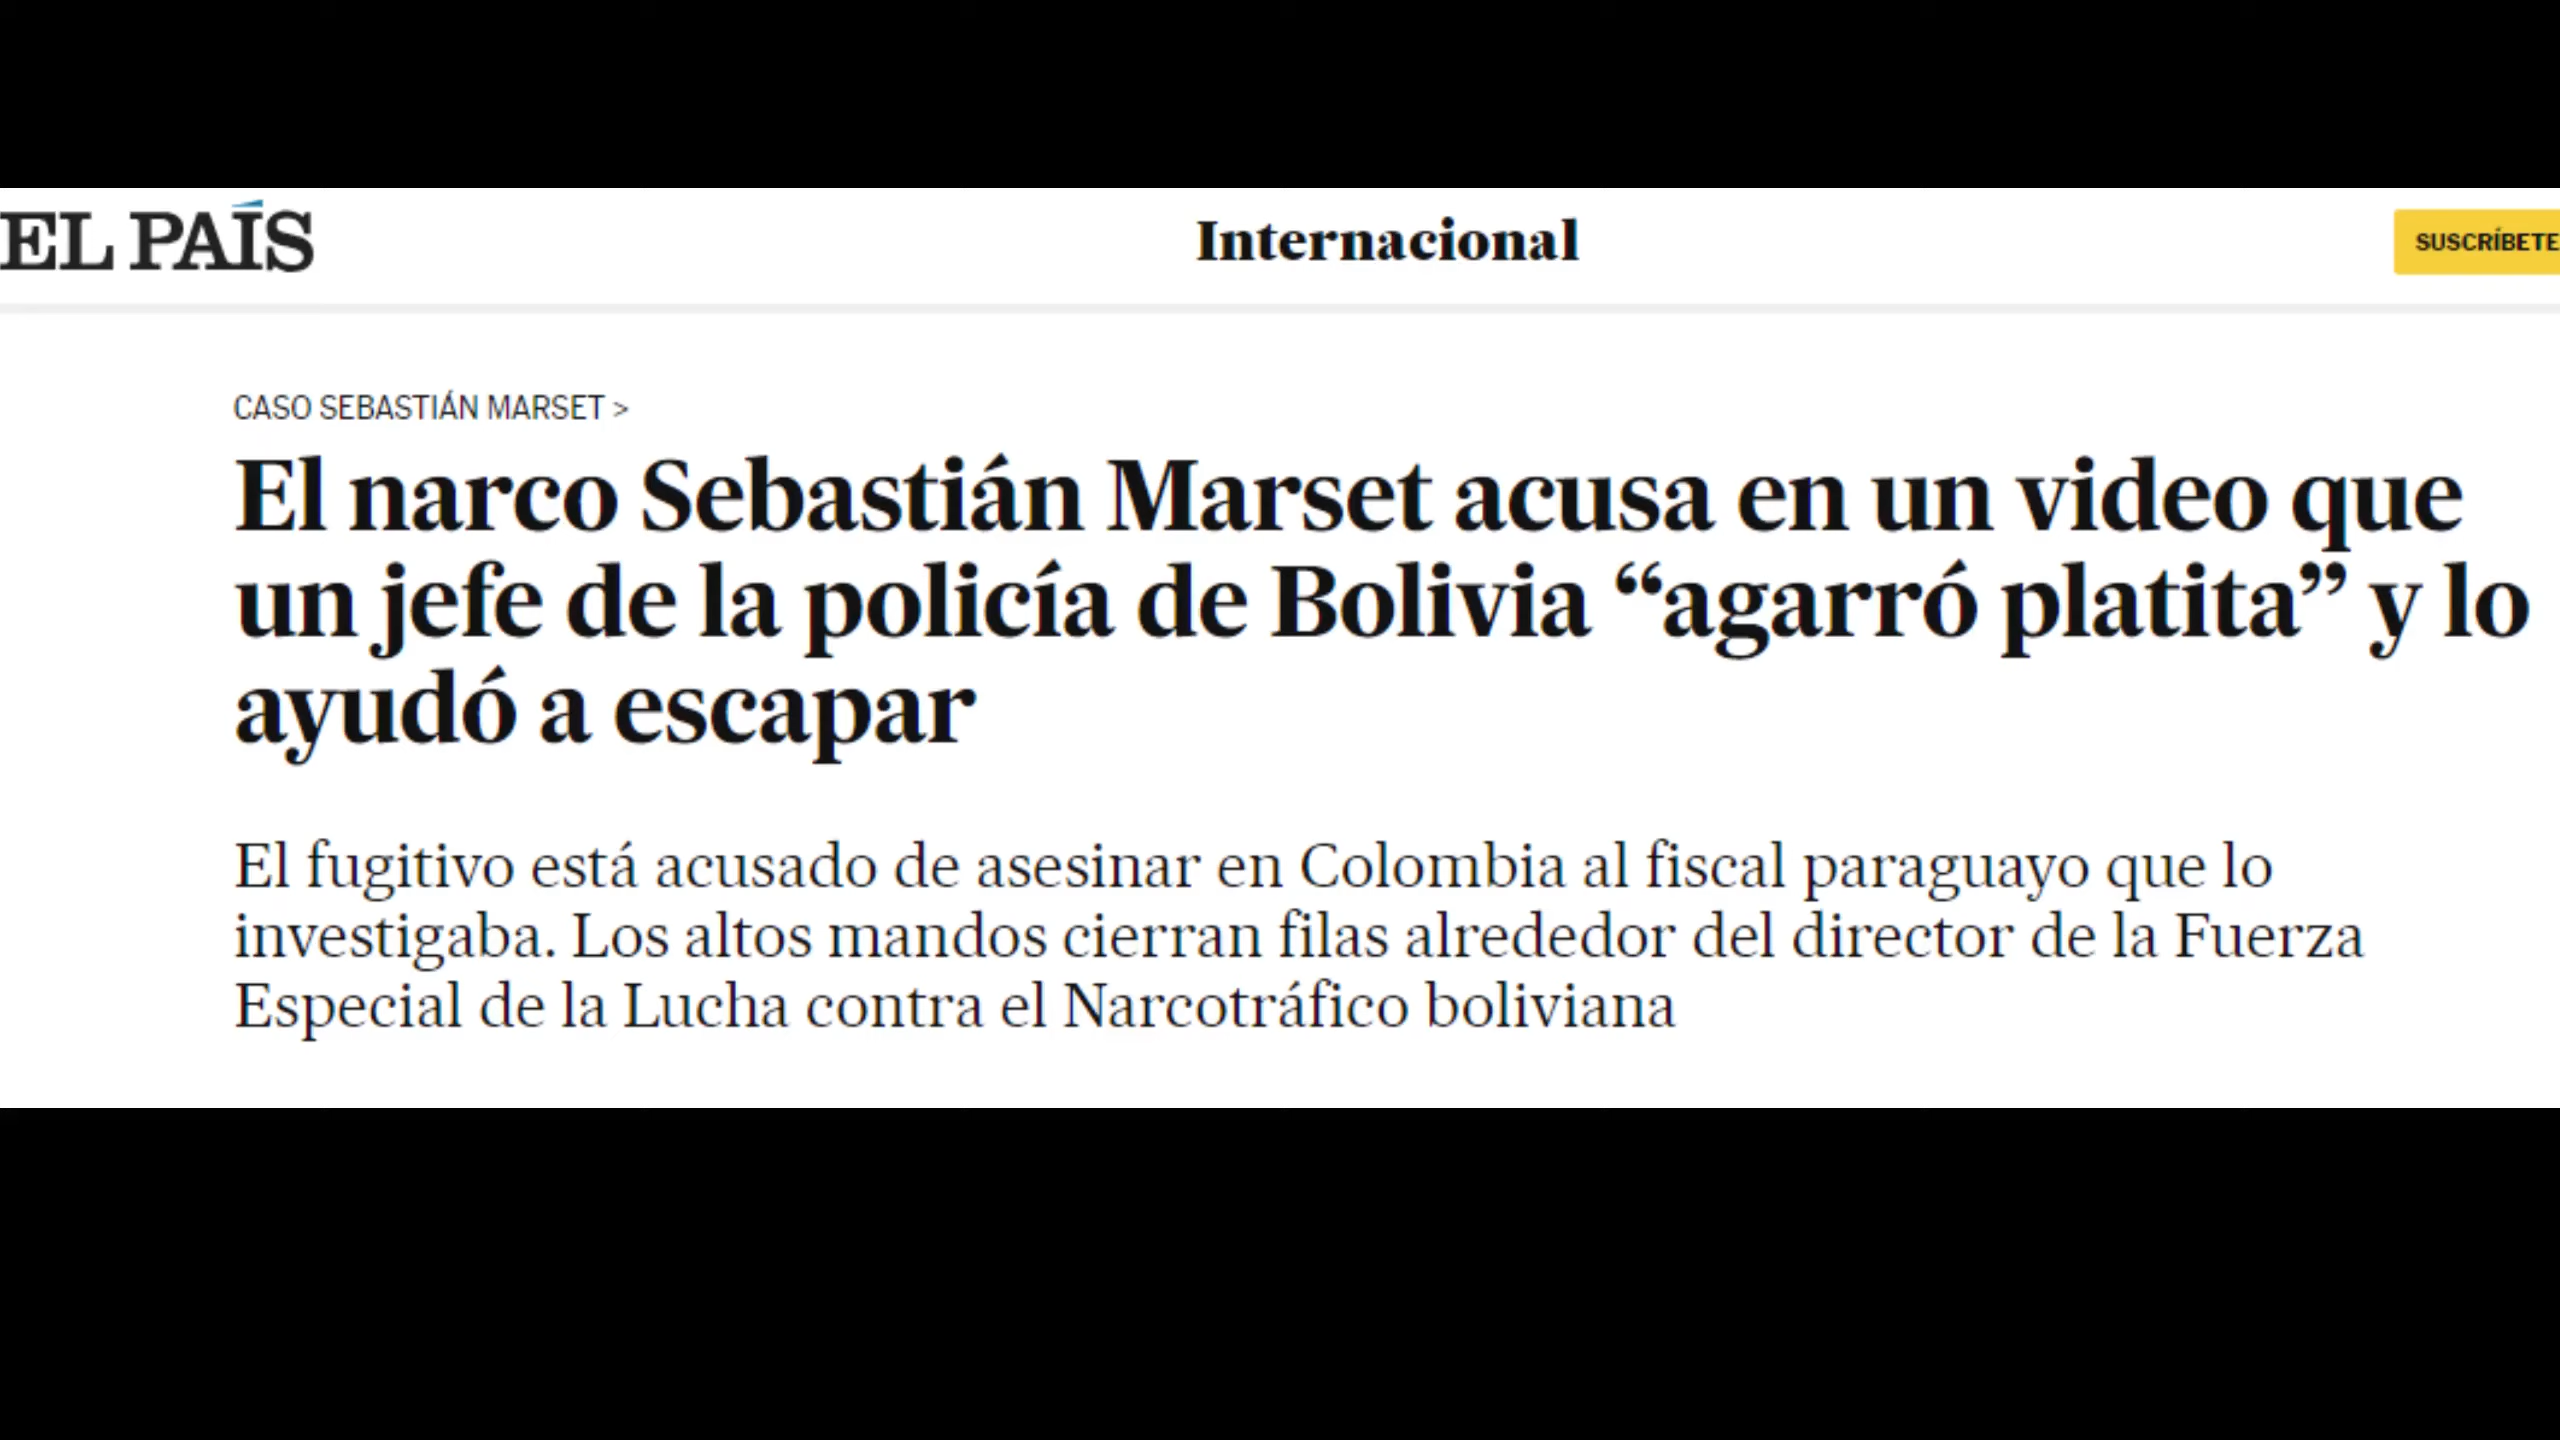 EL PAÍS
Internacional
SUSCRÍBETE
CASO SEBASTIÁN MARSET >
El narco Sebastián Marset acusa en un video que
un jefe de la policía de Bolivia “agarró platita” y lo
ayudó a escapar
El fugitivo está acusado de asesinar en Colombia al fiscal paraguayo que lo
investigaba. Los altos mandos cierran filas alrededor del director de la Fuerza
Especial de la Lucha contra el Narcotráfico boliviana